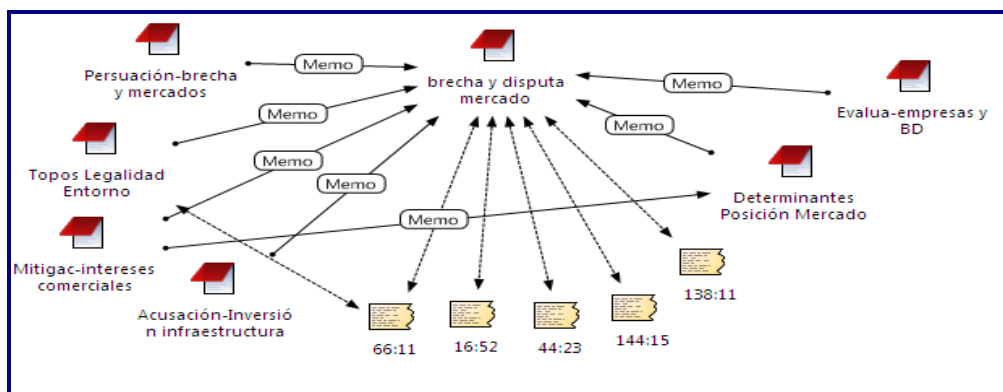 Persuación-brecha
y mercados
Memo
brecha y disputa
mercado
Memo
Evalua-empresas y
BD
Memo
Memo
Topos Legalidad
Entorno
Memo
Memo
Determinantes
Posición Mercado
Memo
Mitigac-intereses
comerciales
Acusación-Inversió
n infraestructura
66:11
16:52
44:23
144:15
138:11